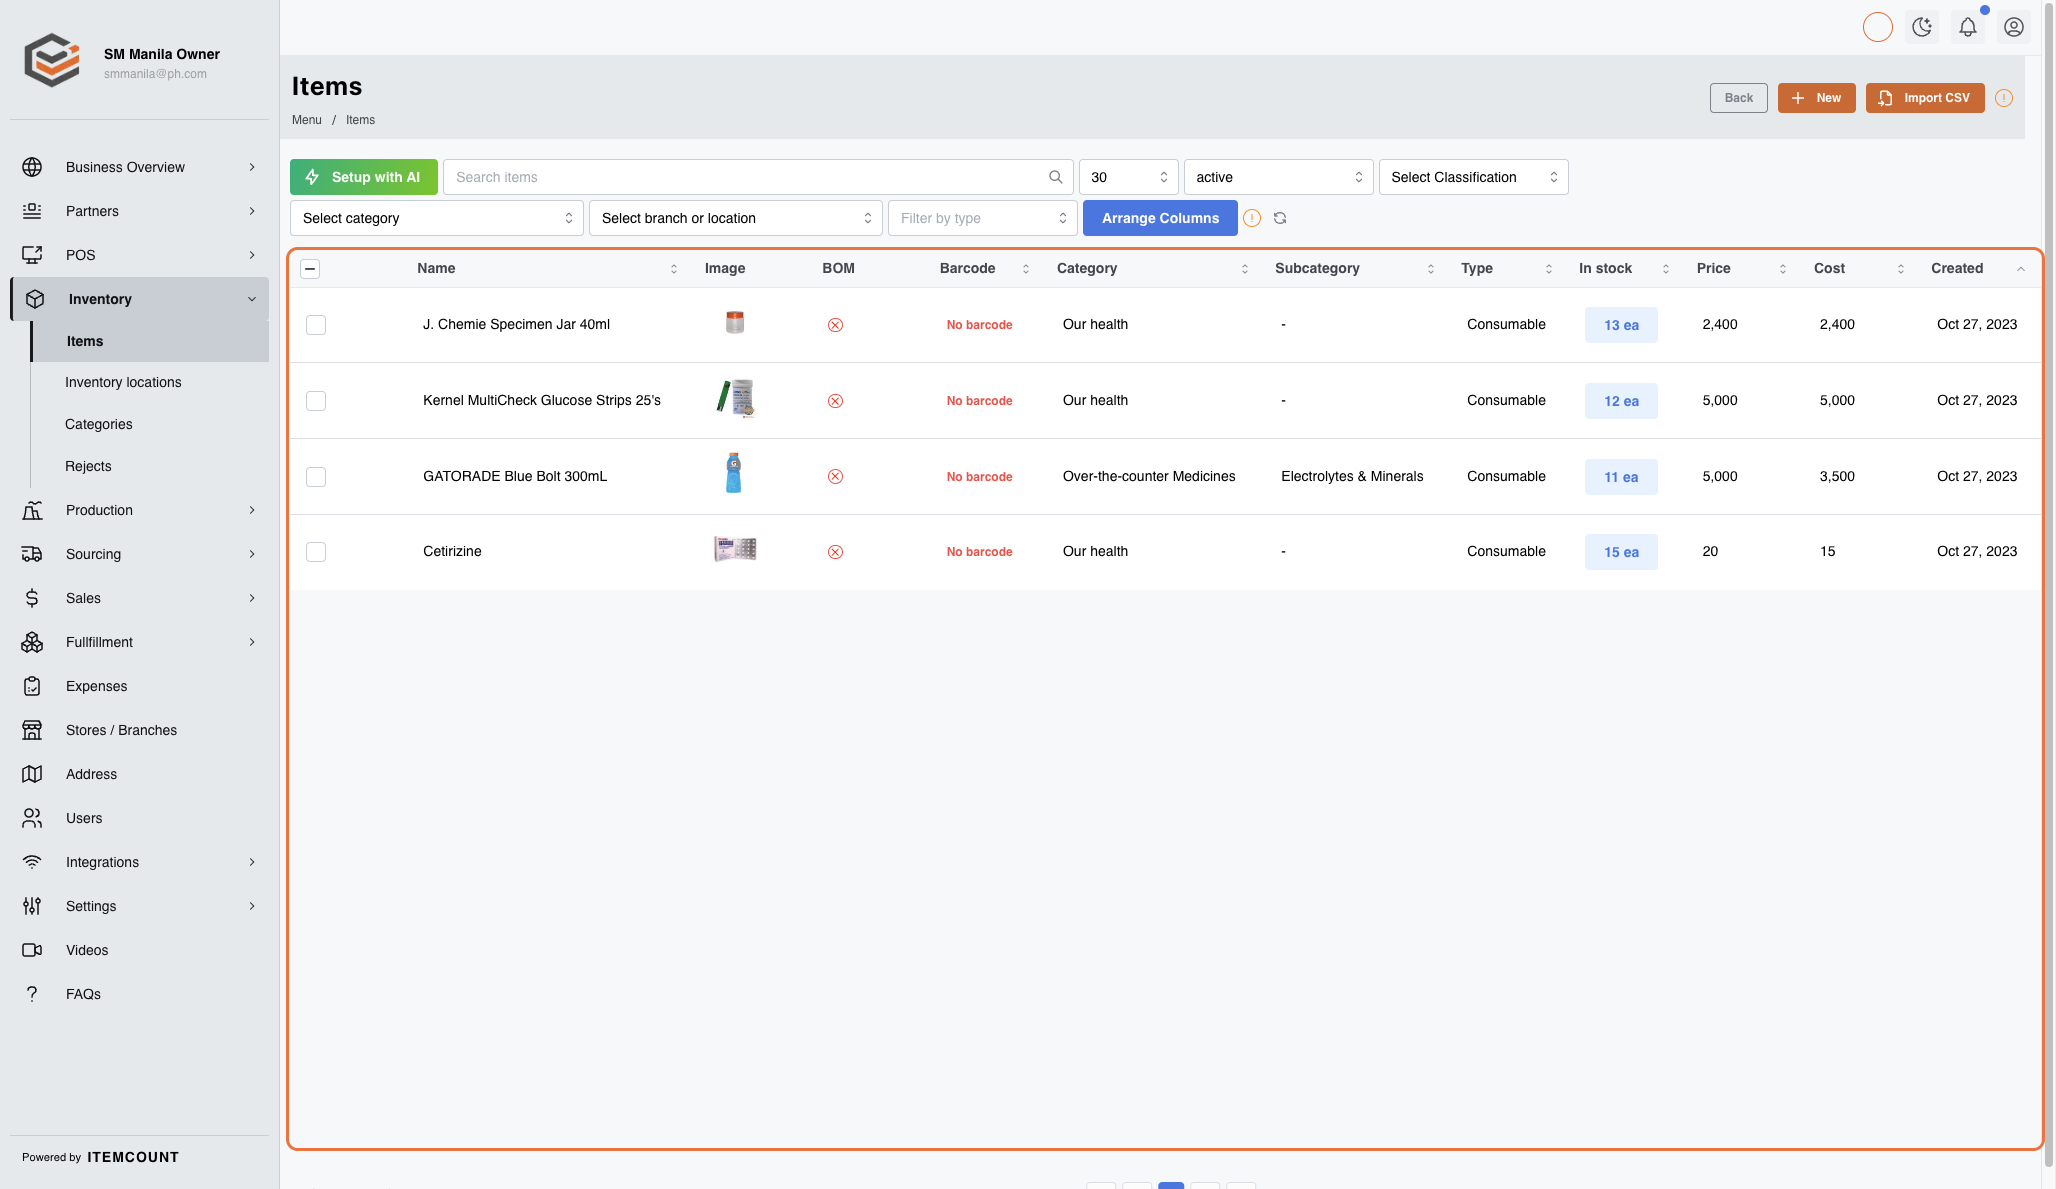 SM Manila Owner
smmanila@ph.com
Business Overview
Partners
POS
Inventory
Items
Inventory locations
Categories
Rejects
Production
Sourcing
Sales
Fullfillment
Expenses
Stores / Branches
Address
Users
Integrations
Settings
Videos
FAQs
Powered by ITEMCOUNT
Items
Menu / Items
Back New Import CSV
Setup with AI Search items 30 active Select Classification
Select category Select branch or location Filter by type Arrange Columns
Name Image BOM Barcode Category Subcategory Type In stock Price Cost Created
J. Chemie Specimen Jar 40ml No barcode Our health - Consumable 13 ea 2,400 2,400 Oct 27, 2023
Kernel MultiCheck Glucose Strips 25's No barcode Our health - Consumable 12 ea 5,000 5,000 Oct 27, 2023
GATORADE Blue Bolt 300mL No barcode Over-the-counter Medicines Electrolytes & Minerals Consumable 11 ea 5,000 3,500 Oct 27, 2023
Cetirizine No barcode Our health - Consumable 15 ea 20 15 Oct 27, 2023